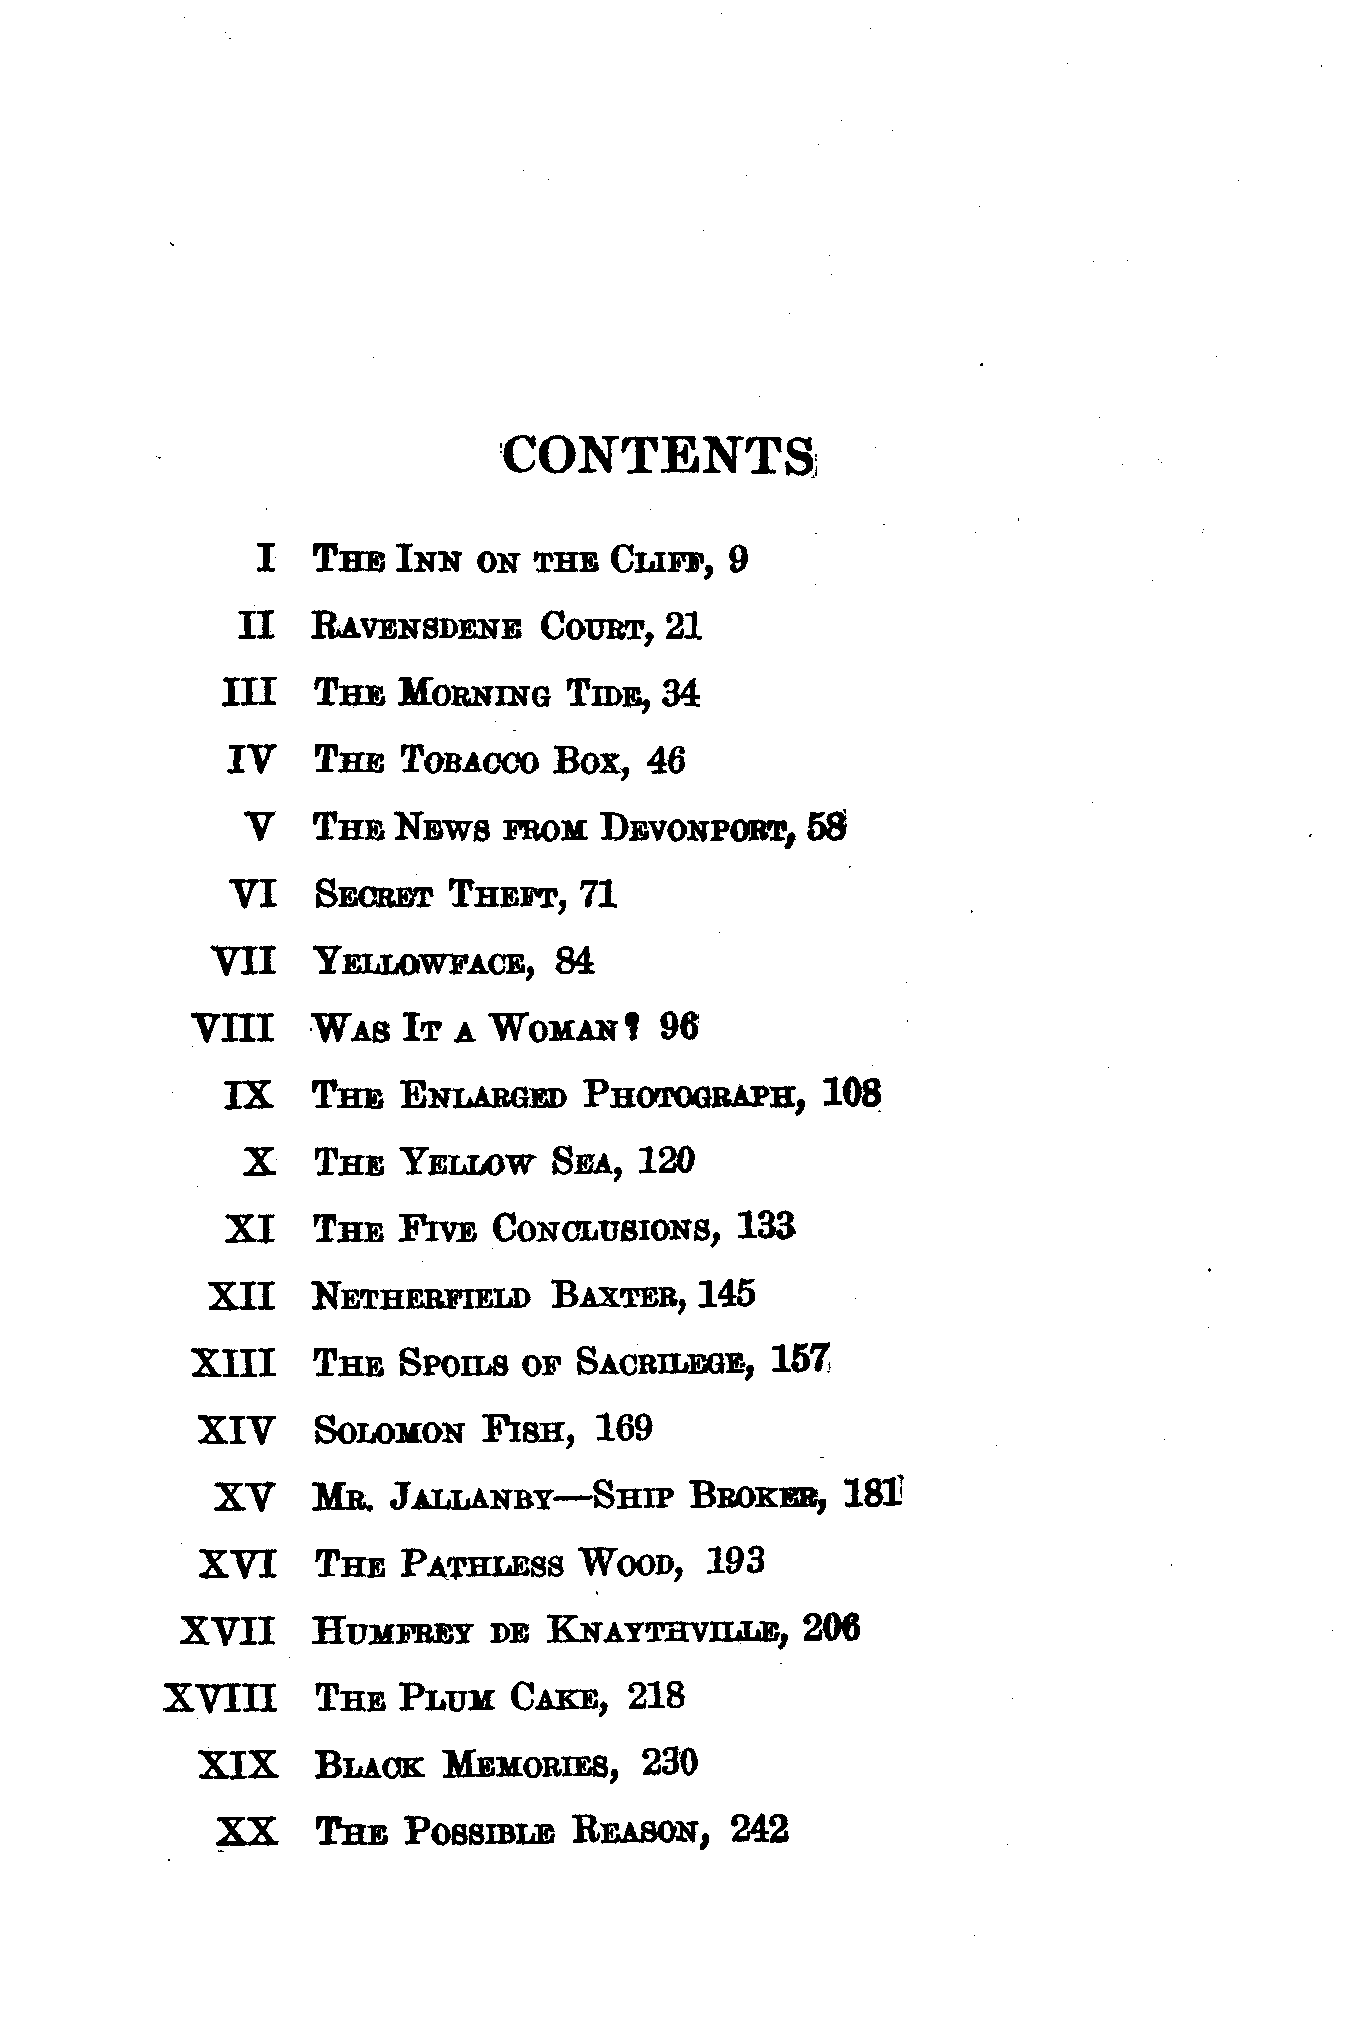 CONTENTS
I The Inn on the Cliff, 9
II Ravensdene Court, 21
III The Morning Tide, 34
IV The Tobacco Box, 46
V The News from Devonport, 58
VI Secret Theft, 71
VII Yellowface, 84
VIII Was It a Woman? 96
IX The Enlarged Photograph, 108
X The Yellow Sea, 120
XI The Five Conclusions, 133
XII Netherfield Baxter, 145
XIII The Spoils of Sacrilege, 157
XIV Solomon Fish, 169
XV Mr. Jallanby—Ship Broker, 181
XVI The Pathless Wood, 193
XVII Humfrey de Knaythville, 206
XVIII The Plum Cake, 218
XIX Black Memories, 230
XX The Possible Reason, 242